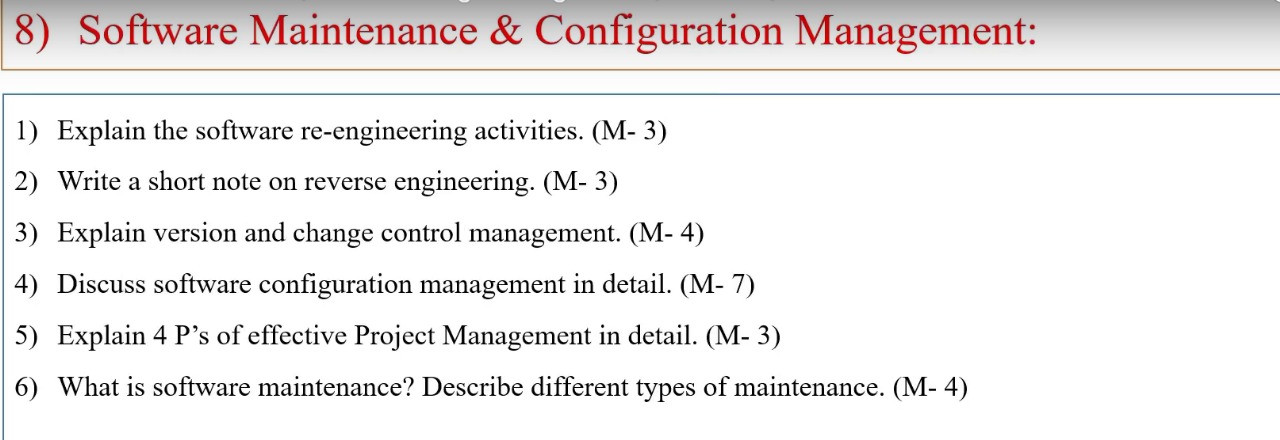 8) Software Maintenance & Configuration Management:
1) Explain the software re-engineering activities. (M- 3)
2) Write a short note on reverse engineering. (M- 3)
3) Explain version and change control management. (M- 4)
4) Discuss software configuration management in detail. (M- 7)
5) Explain 4 P’s of effective Project Management in detail. (M- 3)
6) What is software maintenance? Describe different types of maintenance. (M- 4)